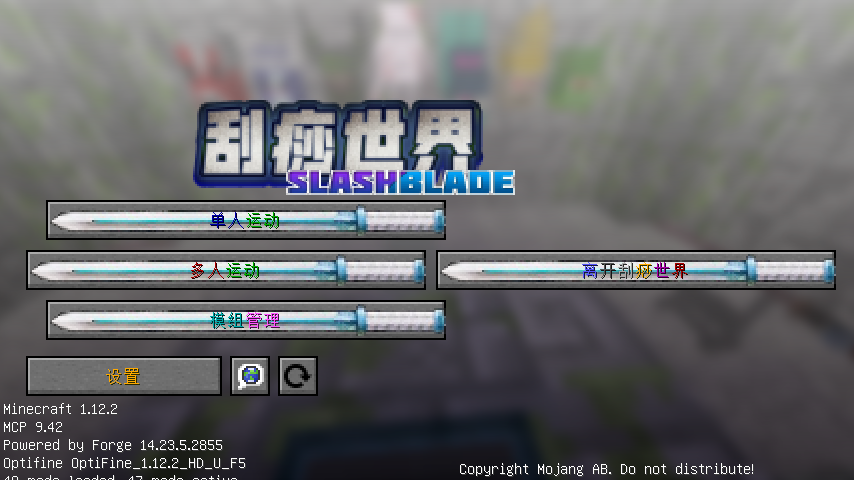 刮痧世界
SLASHBLADE
单人运动
多人运动
离开刮痧世界
模组管理
设置
Minecraft 1.12.2
MCP 9.42
Powered by Forge 14.23.5.2855
Optifine OptiFine_1.12.2_HD_U_F5
Copyright Mojang AB. Do not distribute!